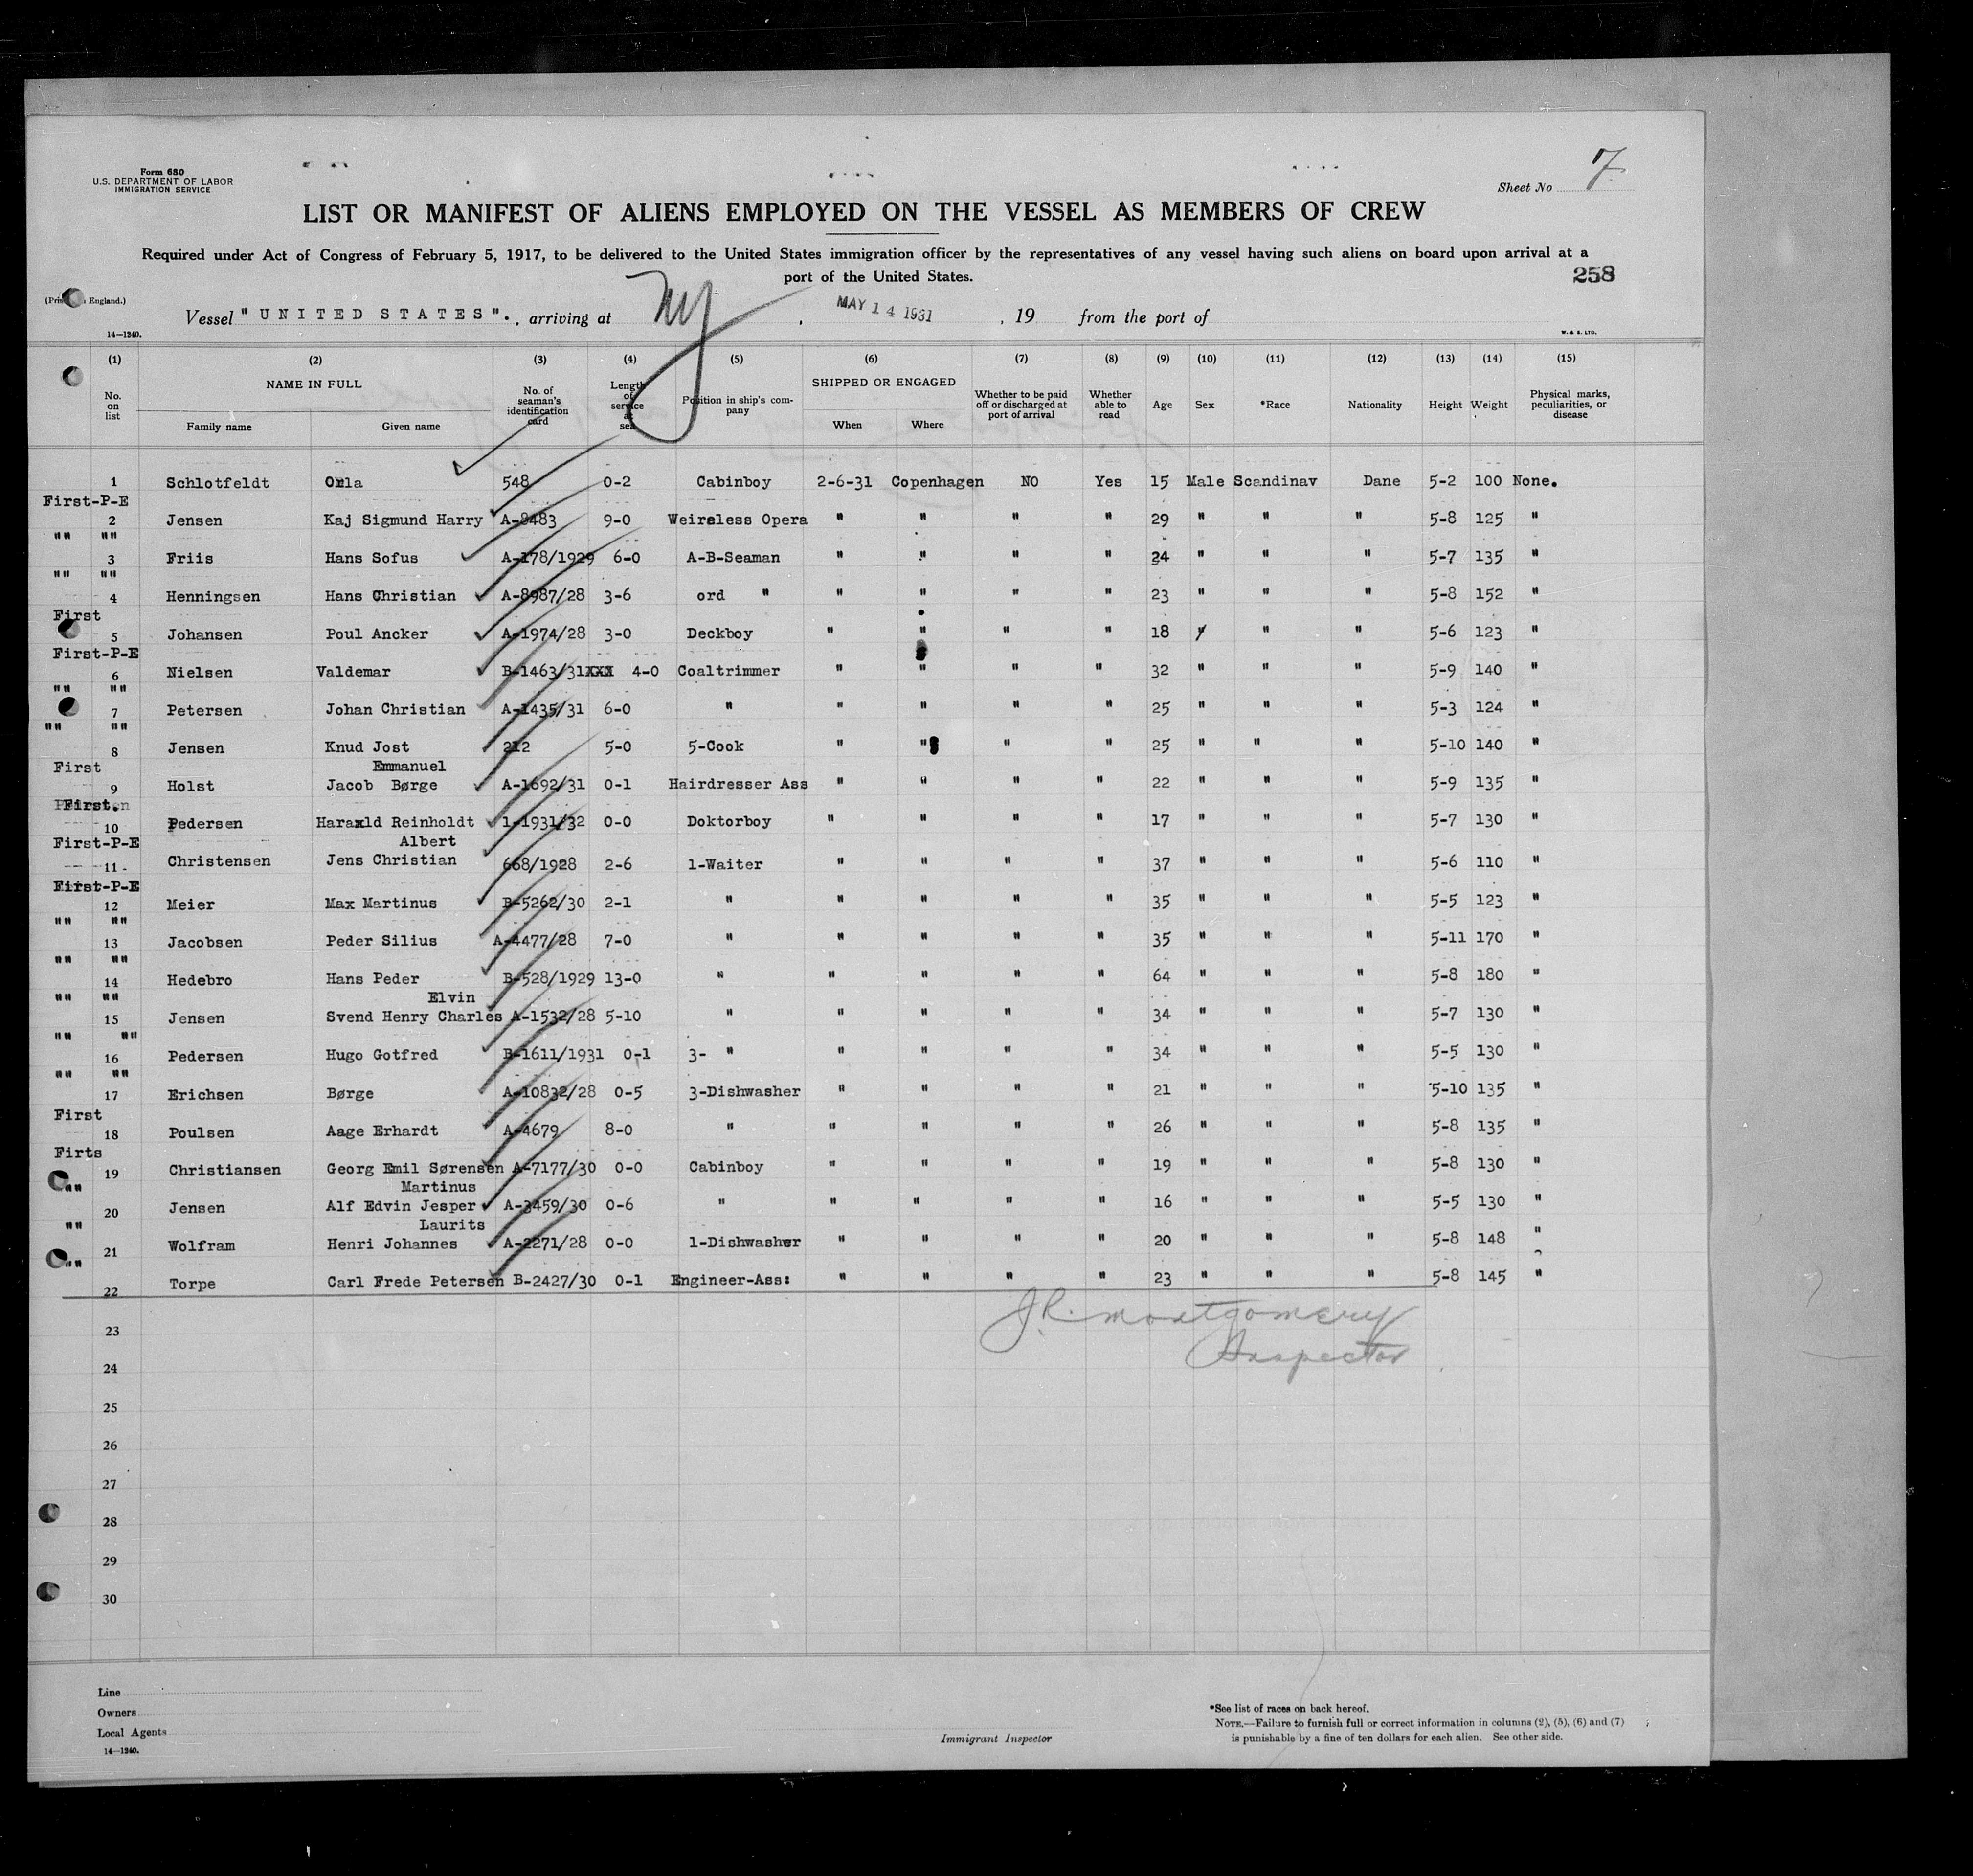 Form 680
U.S. DEPARTMENT OF LABOR
IMMIGRATION SERVICE
Sheet No 7
LIST OR MANIFEST OF ALIENS EMPLOYED ON THE VESSEL AS MEMBERS OF CREW
Required under Act of Congress of February 5, 1917, to be delivered to the United States immigration officer by the representatives of any vessel having such aliens on board upon arrival at a
port of the United States.
258
England.)
Vessel "UNITED STATES"., arriving at NY, MAY 14 1931, 19 from the port of
14—1240.
W. & S. LTD.
(1) (2) (3) (4) (5) (6) (7) (8) (9) (10) (11) (12) (13) (14) (15)
No. on list NAME IN FULL Family name Given name No. of seaman's identification card Length of service at sea Position in ship's company SHIPPED OR ENGAGED When Where Whether to be paid off or discharged at port of arrival Whether able to read Age Sex *Race Nationality Height Weight Physical marks, peculiarities, or disease
1 Schlotfeldt Orla 548 0-2 Cabinboy 2-6-31 Copenhagen NO Yes 15 Male Scandinav Dane 5-2 100 None.
First-P-E
2 Jensen Kaj Sigmund Harry A-8483 9-0 Weireless Opera " " " " 29 " " " 5-8 125 "
"" ""
3 Friis Hans Sofus A-178/1929 6-0 A-B-Seaman " " " " 24 " " " 5-7 135 "
"" ""
4 Henningsen Hans Christian A-8987/28 3-6 ord " " " " " 23 " " " 5-8 152 "
First
5 Johansen Poul Ancker A-1974/28 3-0 Deckboy " " " " 18 " " " 5-6 123 "
First-P-E
6 Nielsen Valdemar B-1463/31XXX 4-0 Coaltrimmer " " " " 32 " " " 5-9 140 "
"" ""
7 Petersen Johan Christian A-1435/31 6-0 " " " " " 25 " " " 5-3 124 "
"" ""
8 Jensen Knud Jost 212 5-0 5-Cook " " " " 25 " " " 5-10 140 "
First Emmanuel
9 Holst Jacob Børge A-1692/31 0-1 Hairdresser Ass " " " " 22 " " " 5-9 135 "
First.
10 Pedersen Haraxld Reinholdt 1-1931/32 0-0 Doktorboy " " " " 17 " " " 5-7 130 "
First-P-E Albert
11 Christensen Jens Christian 668/1928 2-6 1-Waiter " " " " 37 " " " 5-6 110 "
First-P-E
12 Meier Max Martinus B-5262/30 2-1 " " " " " 35 " " " 5-5 123 "
"" ""
13 Jacobsen Peder Silius A-4477/28 7-0 " " " " " 35 " " " 5-11 170 "
"" ""
14 Hedebro Hans Peder B-528/1929 13-0 " " " " " 64 " " " 5-8 180 "
"" "" Elvin
15 Jensen Svend Henry Charles A-1532/28 5-10 " " " " " 34 " " " 5-7 130 "
"" ""
16 Pedersen Hugo Gotfred B-1611/1931 0-1 3- " " " " " 34 " " " 5-5 130 "
"" ""
17 Erichsen Børge A-10832/28 0-5 3-Dishwasher " " " " 21 " " " 5-10 135 "
First
18 Poulsen Aage Erhardt A-4679 8-0 " " " " " 26 " " " 5-8 135 "
Firts
19 Christiansen Georg Emil Sørensen A-7177/30 0-0 Cabinboy " " " " 19 " " " 5-8 130 "
"" Martinus
20 Jensen Alf Edvin Jesper A-3459/30 0-6 " " " " " 16 " " " 5-5 130 "
"" Laurits
21 Wolfram Henri Johannes A-2271/28 0-0 1-Dishwasher " " " " 20 " " " 5-8 148 "
""
22 Torpe Carl Frede Petersen B-2427/30 0-1 Engineer-Ass: " " " " 23 " " " 5-8 145 "
J.R. Montgomery
Inspector
23
24
25
26
27
28
29
30
Line
Owners
Local Agents
14—1240.
Immigrant Inspector
*See list of races on back hereof.
NOTE.—Failure to furnish full or correct information in columns (2), (5), (6) and (7)
is punishable by a fine of ten dollars for each alien. See other side.